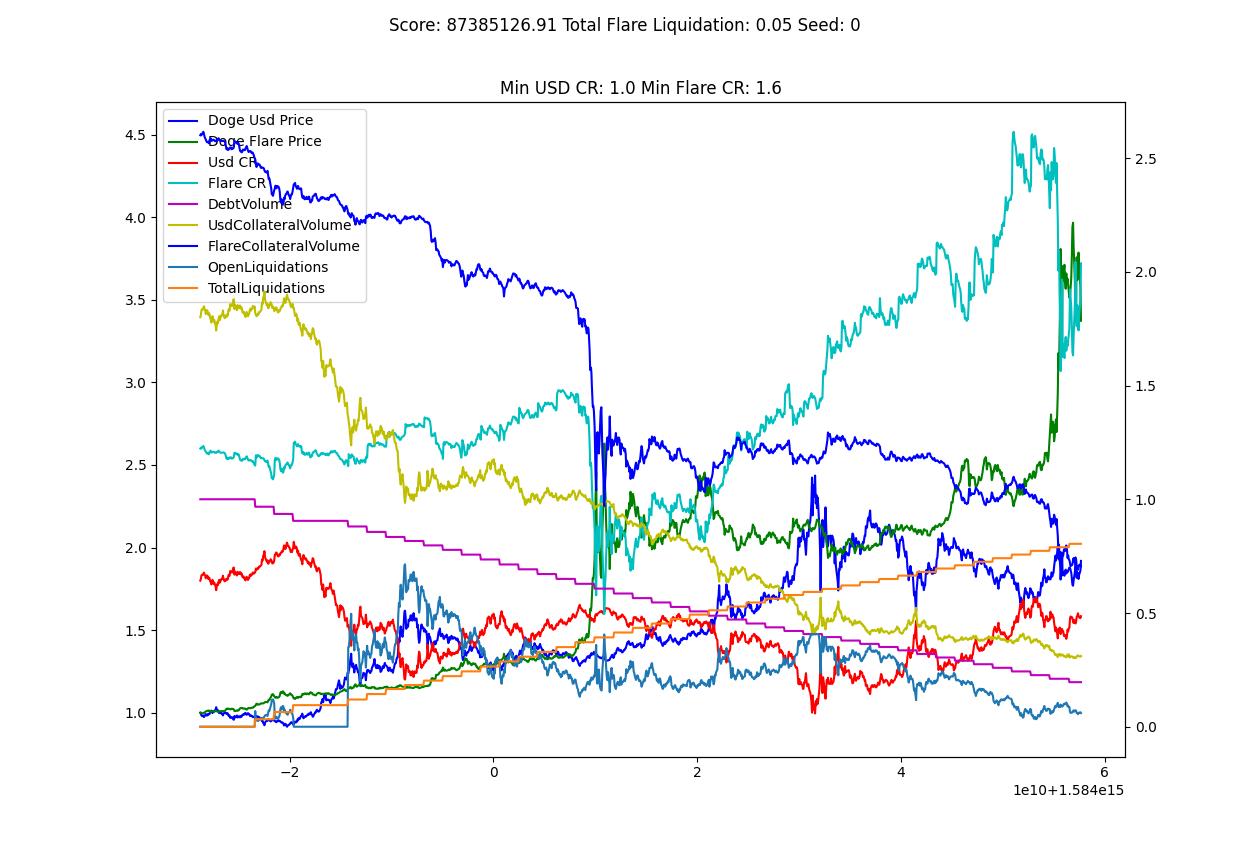 Score: 87385126.91 Total Flare Liquidation: 0.05 Seed: 0
Min USD CR: 1.0 Min Flare CR: 1.6
Doge Usd Price
Doge Flare Price
Usd CR
Flare CR
DebtVolume
UsdCollateralVolume
FlareCollateralVolume
OpenLiquidations
TotalLiquidations
4.5
4.0
3.5
3.0
2.5
2.0
1.5
1.0
2.5
2.0
1.5
1.0
0.5
0.0
−2
0
2
4
6
1e10+1.584e15